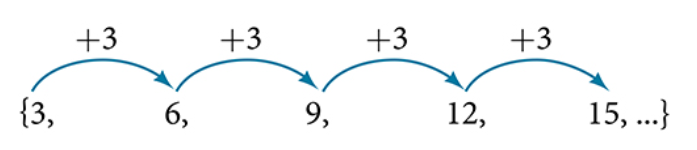 +3 +3 +3 +3
{3, 6, 9, 12, 15, ...}